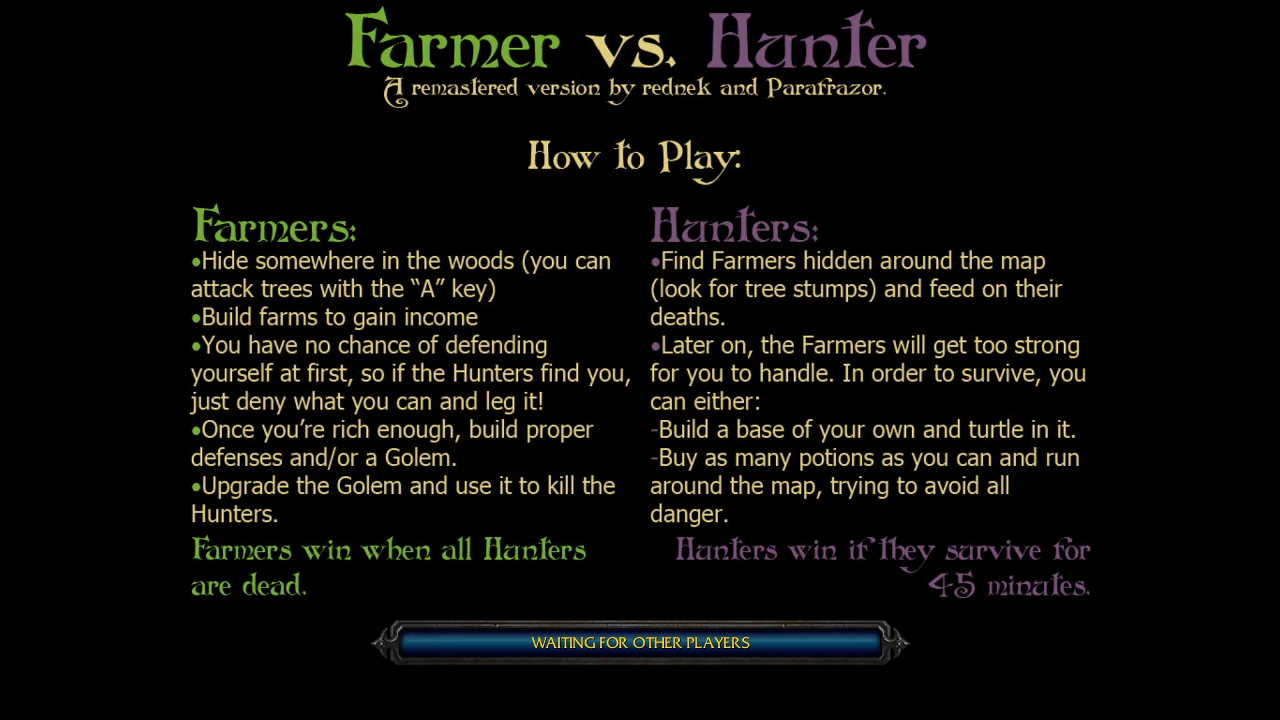 Farmer vs. Hunter
A remastered version by rednek and Parafrazor.
How to Play:
Farmers:
•Hide somewhere in the woods (you can
attack trees with the “A” key)
•Build farms to gain income
•You have no chance of defending
yourself at first, so if the Hunters find you,
just deny what you can and leg it!
•Once you’re rich enough, build proper
defenses and/or a Golem.
•Upgrade the Golem and use it to kill the
Hunters.
Farmers win when all Hunters
are dead.
Hunters:
•Find Farmers hidden around the map
(look for tree stumps) and feed on their
deaths.
•Later on, the Farmers will get too strong
for you to handle. In order to survive, you
can either:
-Build a base of your own and turtle in it.
-Buy as many potions as you can and run
around the map, trying to avoid all
danger.
Hunters win if they survive for
45 minutes.
WAITING FOR OTHER PLAYERS